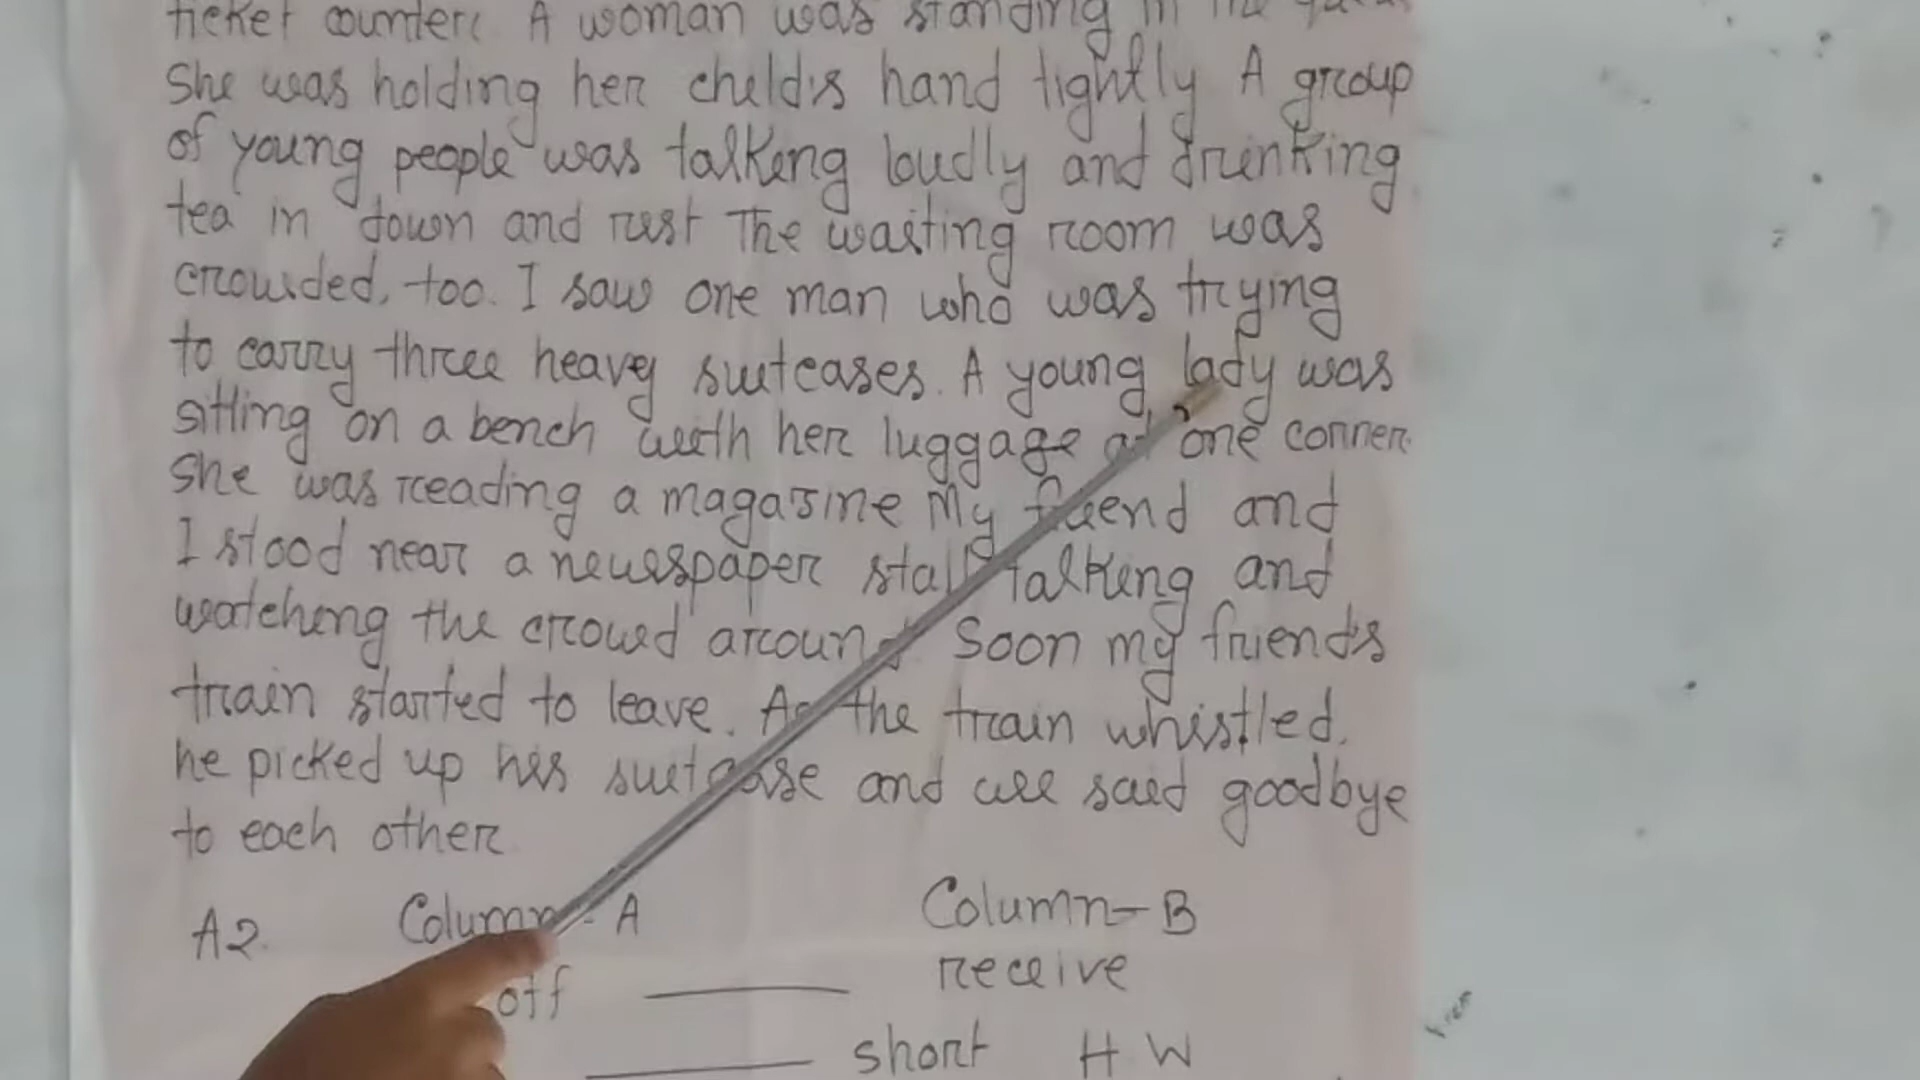 ticket counter. A woman was standing in the
She was holding her child's hand tightly. A group
of young people was talking loudly and drinking
tea in down and rest The waiting room was
crowded, too. I saw one man who was trying
to carry three heavy suitcases. A young lady was
sitting on a bench with her luggage at one corner.
She was reading a magazine My friend and
I stood near a newspaper stall talking and
watching the crowd around. Soon my friend's
train started to leave. As the train whistled,
he picked up his suitcase and we said goodbye
to each other
A2. Column - A Column - B
off receive
short H W